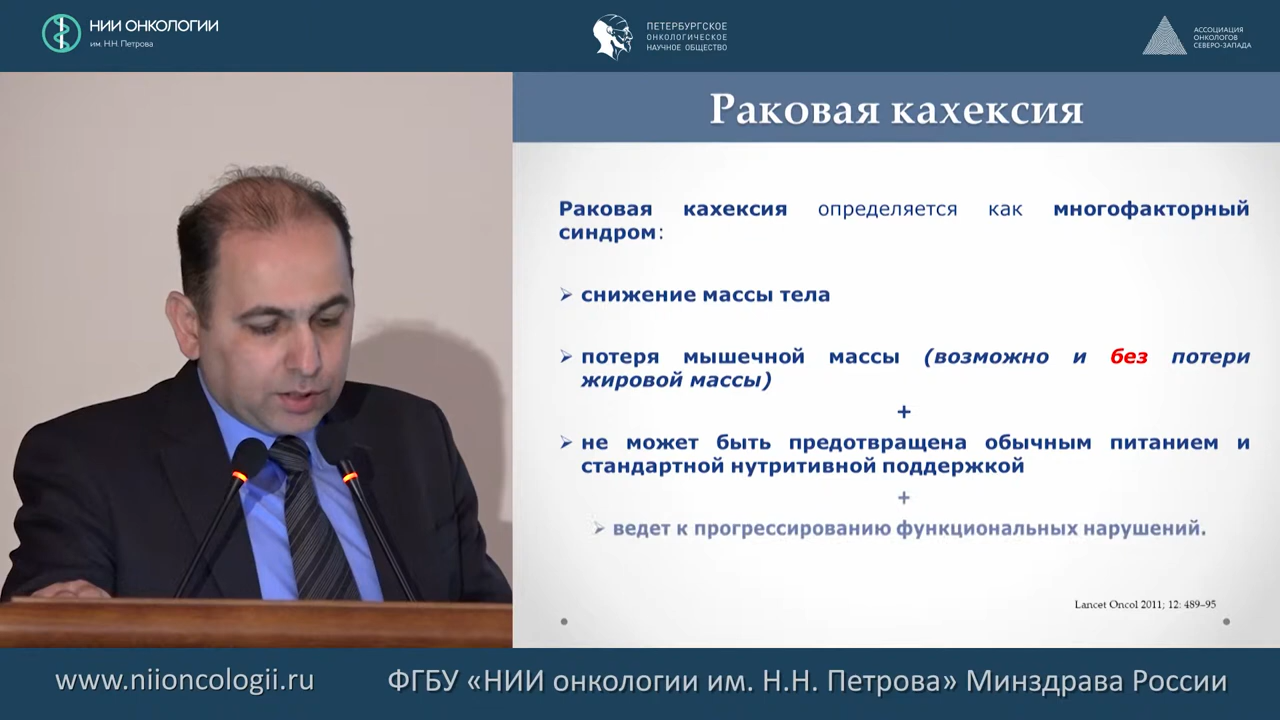 НИИ ОНКОЛОГИИ
им. Н.Н. Петрова
ПЕТЕРБУРГСКОЕ
ОНКОЛОГИЧЕСКОЕ
НАУЧНОЕ ОБЩЕСТВО
АССОЦИАЦИЯ
ОНКОЛОГОВ
СЕВЕРО-ЗАПАДА
Раковая кахексия
Раковая кахексия определяется как многофакторный
синдром:
снижение массы тела
потеря мышечной массы (возможно и без потери
жировой массы)
+
не может быть предотвращена обычным питанием и
стандартной нутритивной поддержкой
+
ведет к прогрессированию функциональных нарушений.
Lancet Oncol 2011; 12: 489–95
www.niioncologii.ru
ФГБУ «НИИ онкологии им. Н.Н. Петрова» Минздрава России